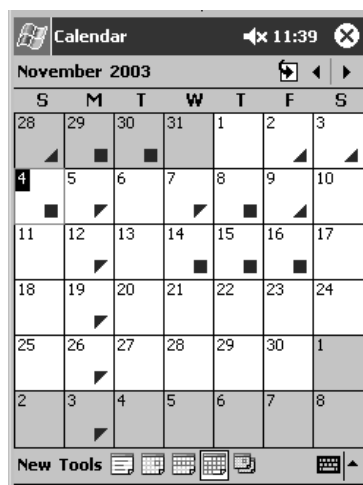 Calendar 11:39
November 2003
S M T W T F S
28 29 30 31 1 2 3
4 5 6 7 8 9 10
11 12 13 14 15 16 17
18 19 20 21 22 23 24
25 26 27 28 29 30 1
2 3 4 5 6 7 8
New Tools